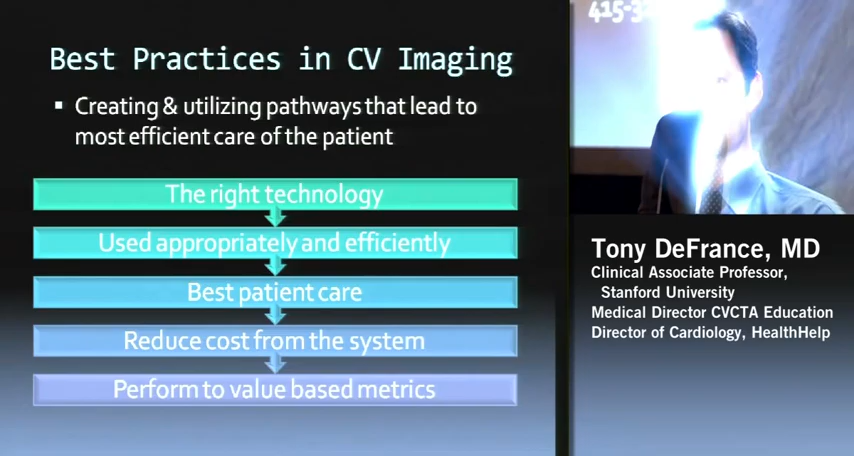 Best Practices in CV Imaging
▪ Creating & utilizing pathways that lead to
most efficient care of the patient
The right technology
Used appropriately and efficiently
Best patient care
Reduce cost from the system
Perform to value based metrics
Tony DeFrance, MD
Clinical Associate Professor,
Stanford University
Medical Director CVCTA Education
Director of Cardiology, HealthHelp